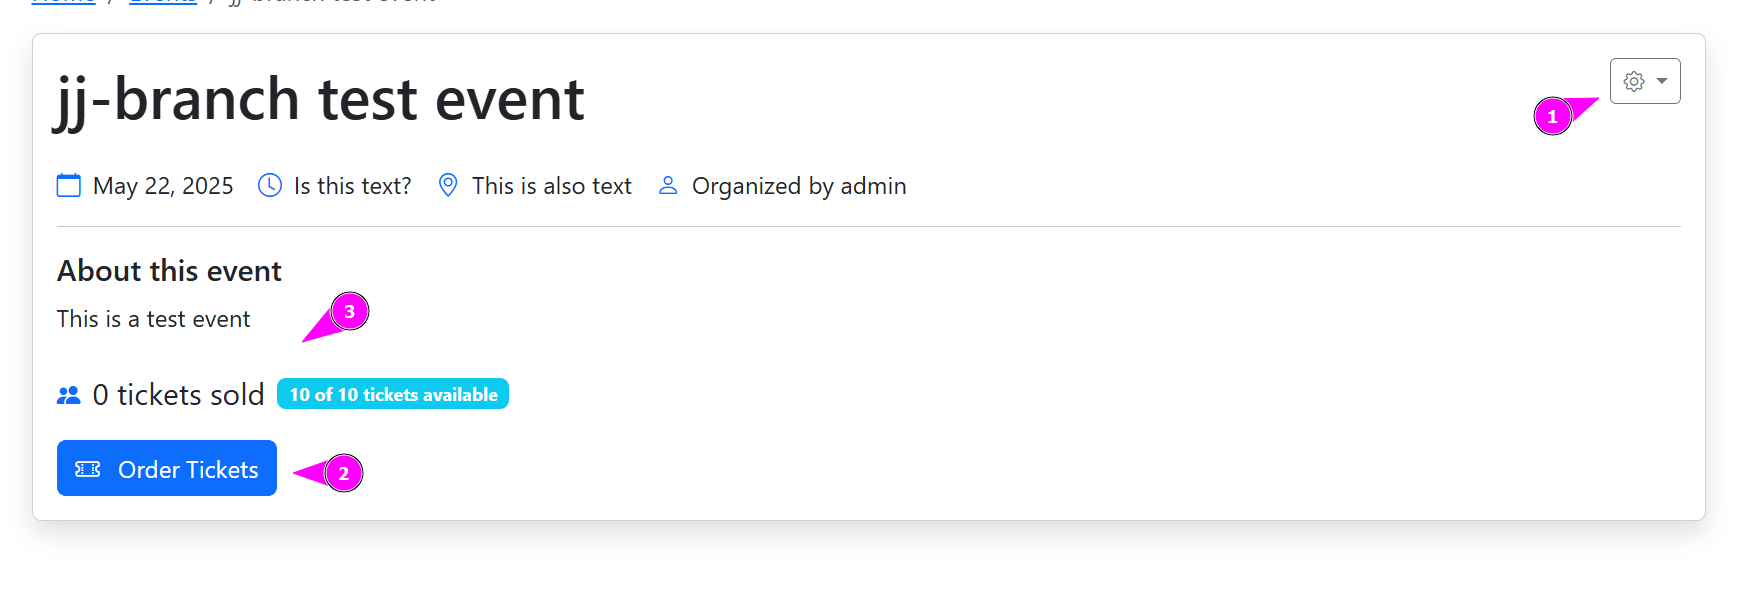 Home / Events / jj-branch test event
jj-branch test event
1
May 22, 2025 Is this text? This is also text Organized by admin
About this event
3
This is a test event
0 tickets sold 10 of 10 tickets available
Order Tickets 2